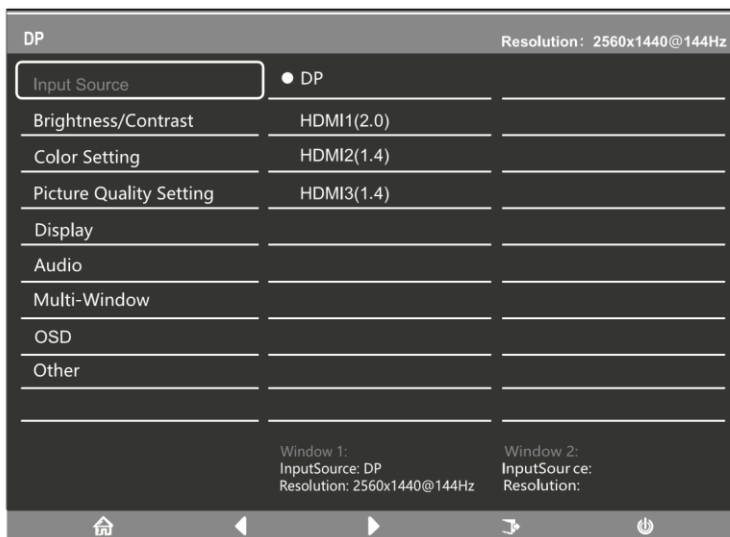 DP
Resolution: 2560x1440@144Hz
Input Source
DP
Brightness/Contrast
HDMI1(2.0)
Color Setting
HDMI2(1.4)
Picture Quality Setting
HDMI3(1.4)
Display
Audio
Multi-Window
OSD
Other
Window 1:
InputSource: DP
Resolution: 2560x1440@144Hz
Window 2:
InputSour ce:
Resolution: